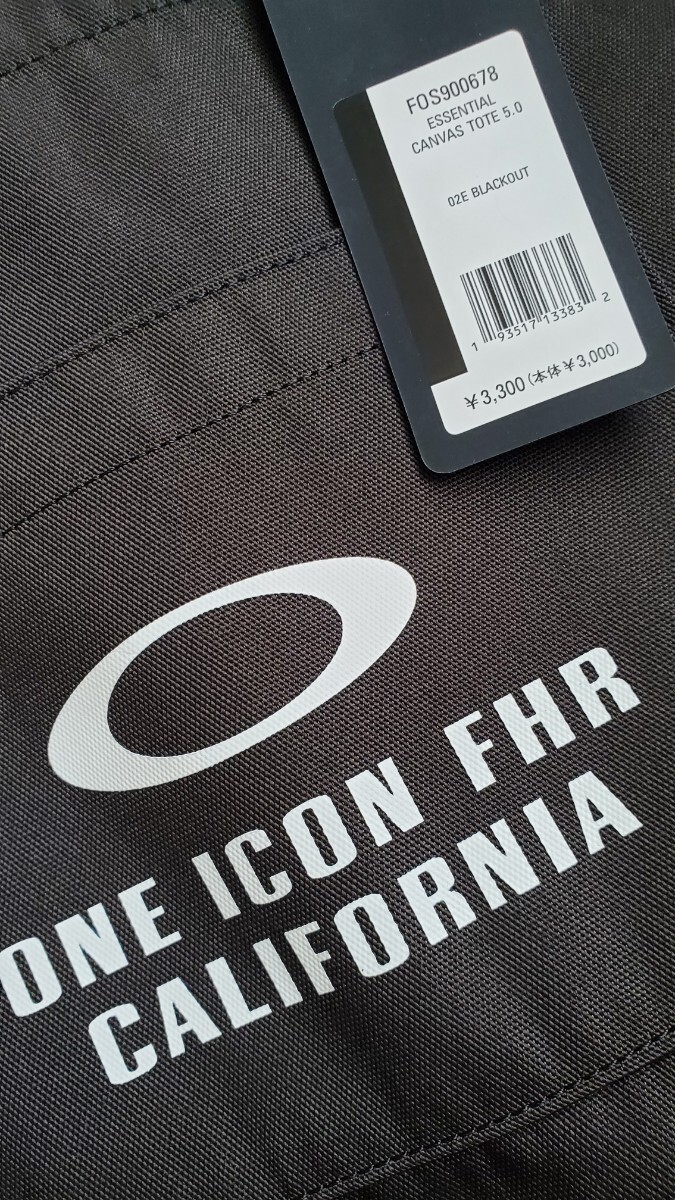 FOS900678
ESSENTIAL
CANVAS TOTE 5.0
02E BLACKOUT
1 93517 13383 2
¥3,300(本体¥3,000)
ONE ICON FHR
CALIFORNIA